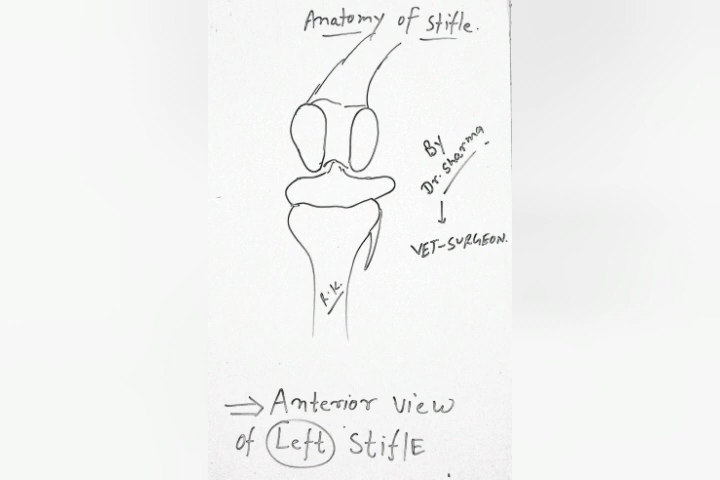 Anatomy of stifle.
By
Dr. Sharma
VET-SURGEON.
R.K.
⇒ Anterior view
of Left StiflE